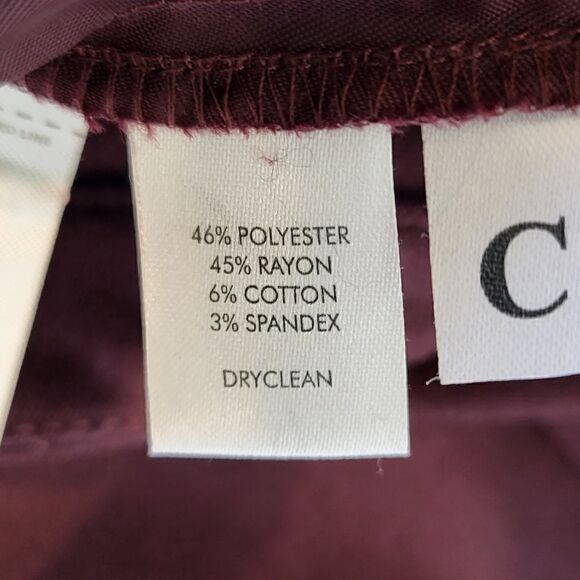 46% POLYESTER
45% RAYON
6% COTTON
3% SPANDEX
DRYCLEAN
C